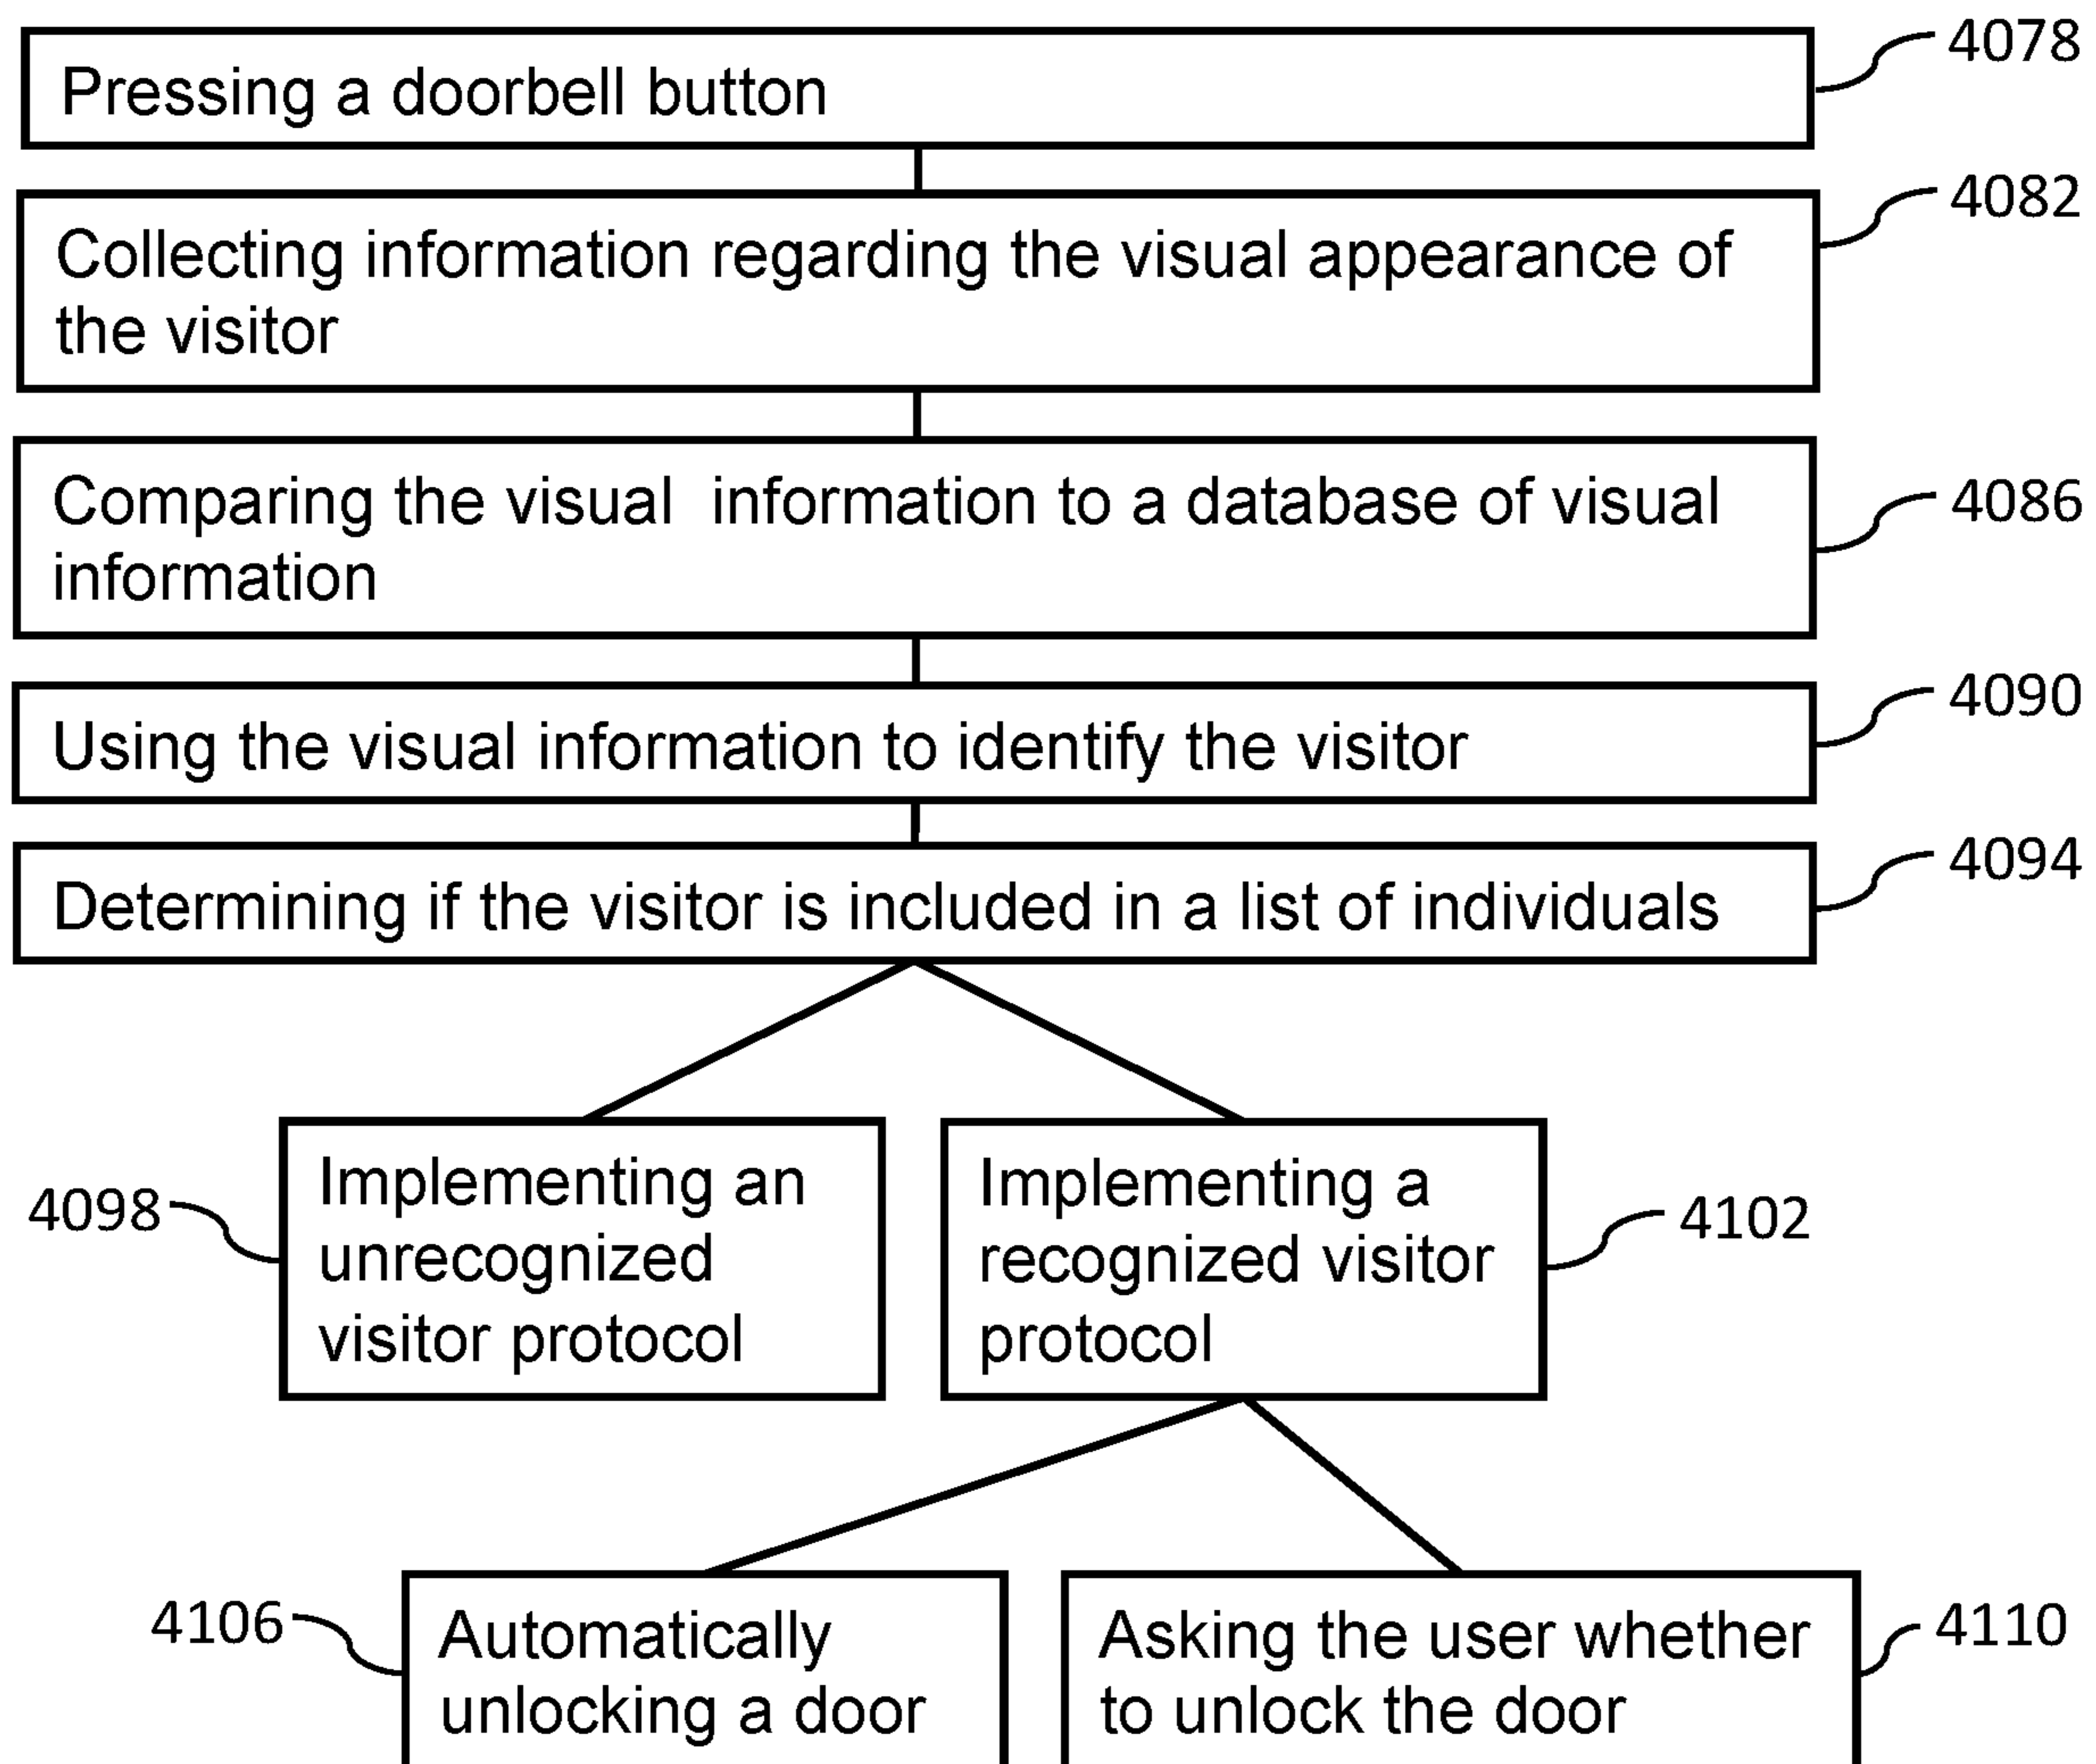 Pressing a doorbell button
4078
Collecting information regarding the visual appearance of
the visitor
4082
Comparing the visual information to a database of visual
information
4086
Using the visual information to identify the visitor
4090
Determining if the visitor is included in a list of individuals
4094
4098
Implementing an
unrecognized
visitor protocol
Implementing a
recognized visitor
protocol
4102
4106
Automatically
unlocking a door
Asking the user whether
to unlock the door
4110